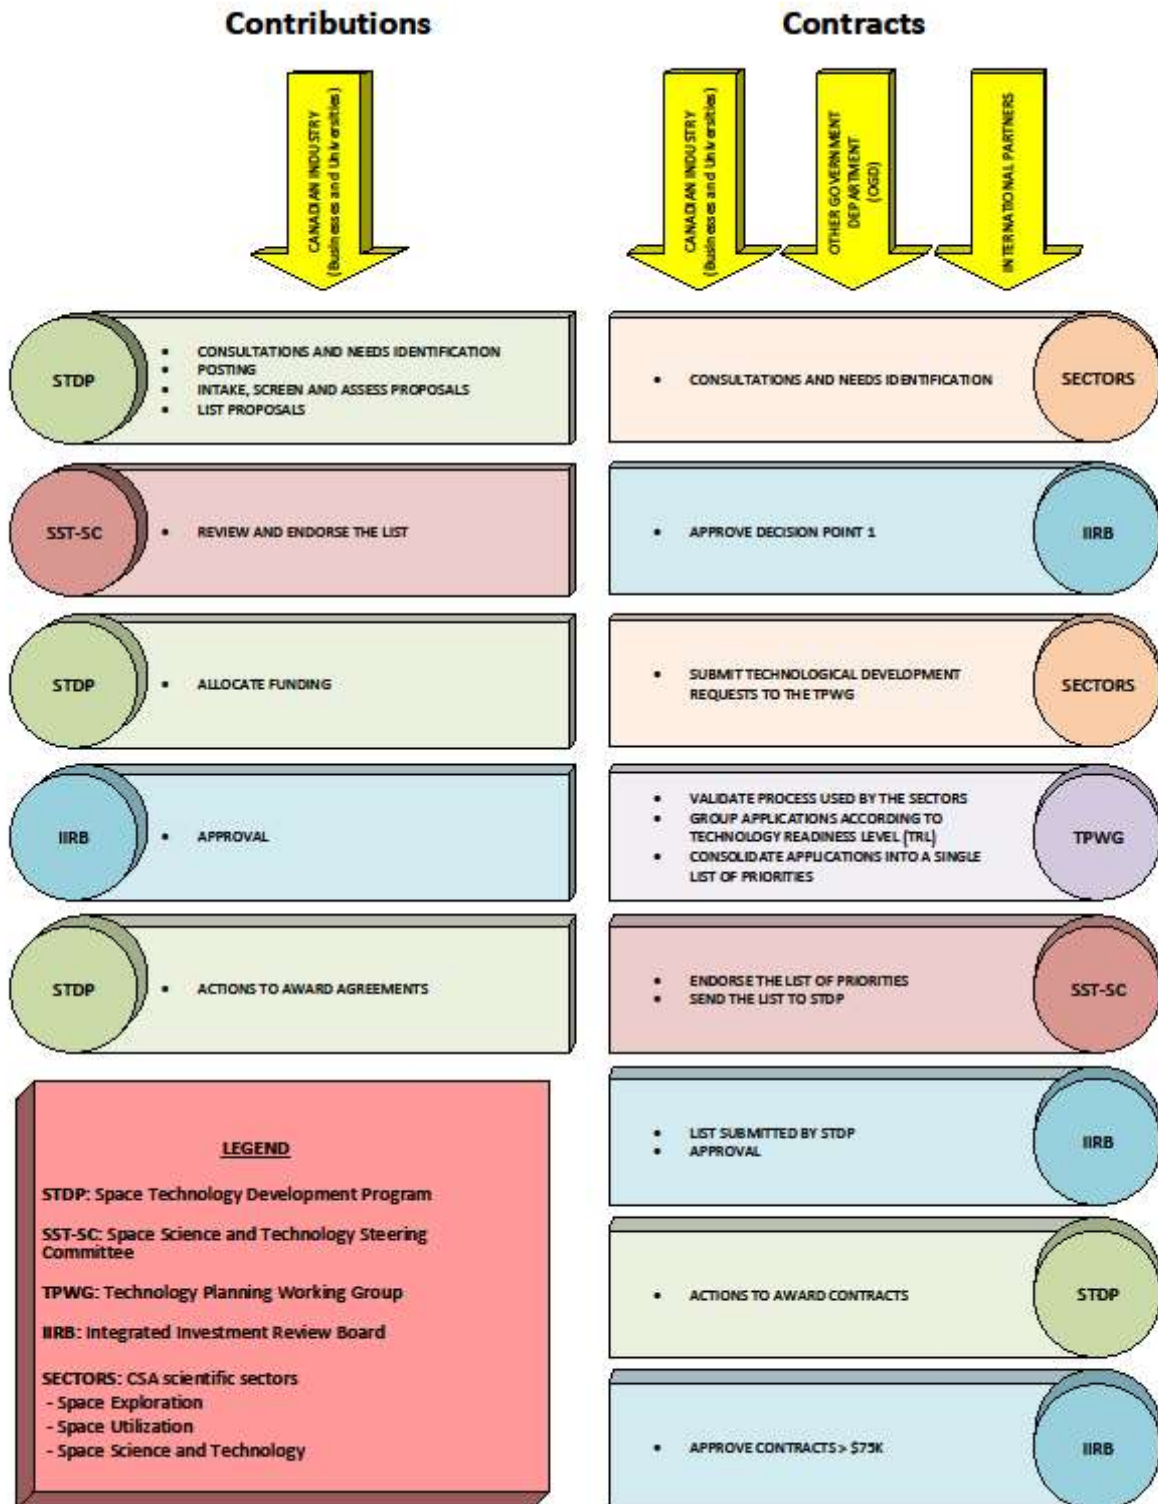 Contributions
CANADIAN INDUSTRY
(Businesses and Universities)
STDP
• CONSULTATIONS AND NEEDS IDENTIFICATION
• POSTING
• INTAKE, SCREEN AND ASSESS PROPOSALS
• LIST PROPOSALS
SST-SC
• REVIEW AND ENDORSE THE LIST
STDP
• ALLOCATE FUNDING
IIRB
• APPROVAL
STDP
• ACTIONS TO AWARD AGREEMENTS
LEGEND
STDP: Space Technology Development Program
SST-SC: Space Science and Technology Steering
Committee
TPWG: Technology Planning Working Group
IIRB: Integrated Investment Review Board
SECTORS: CSA scientific sectors
- Space Exploration
- Space Utilization
- Space Science and Technology
Contracts
CANADIAN INDUSTRY
(Businesses and Universities)
OTHER GOVERNMENT
DEPARTMENT
(OGD)
INTERNATIONAL PARTNERS
• CONSULTATIONS AND NEEDS IDENTIFICATION
SECTORS
• APPROVE DECISION POINT 1
IIRB
• SUBMIT TECHNOLOGICAL DEVELOPMENT
REQUESTS TO THE TPWG
SECTORS
• VALIDATE PROCESS USED BY THE SECTORS
• GROUP APPLICATIONS ACCORDING TO
TECHNOLOGY READINESS LEVEL (TRL)
• CONSOLIDATE APPLICATIONS INTO A SINGLE
LIST OF PRIORITIES
TPWG
• ENDORSE THE LIST OF PRIORITIES
• SEND THE LIST TO STDP
SST-SC
• LIST SUBMITTED BY STDP
• APPROVAL
IIRB
• ACTIONS TO AWARD CONTRACTS
STDP
• APPROVE CONTRACTS > $75K
IIRB